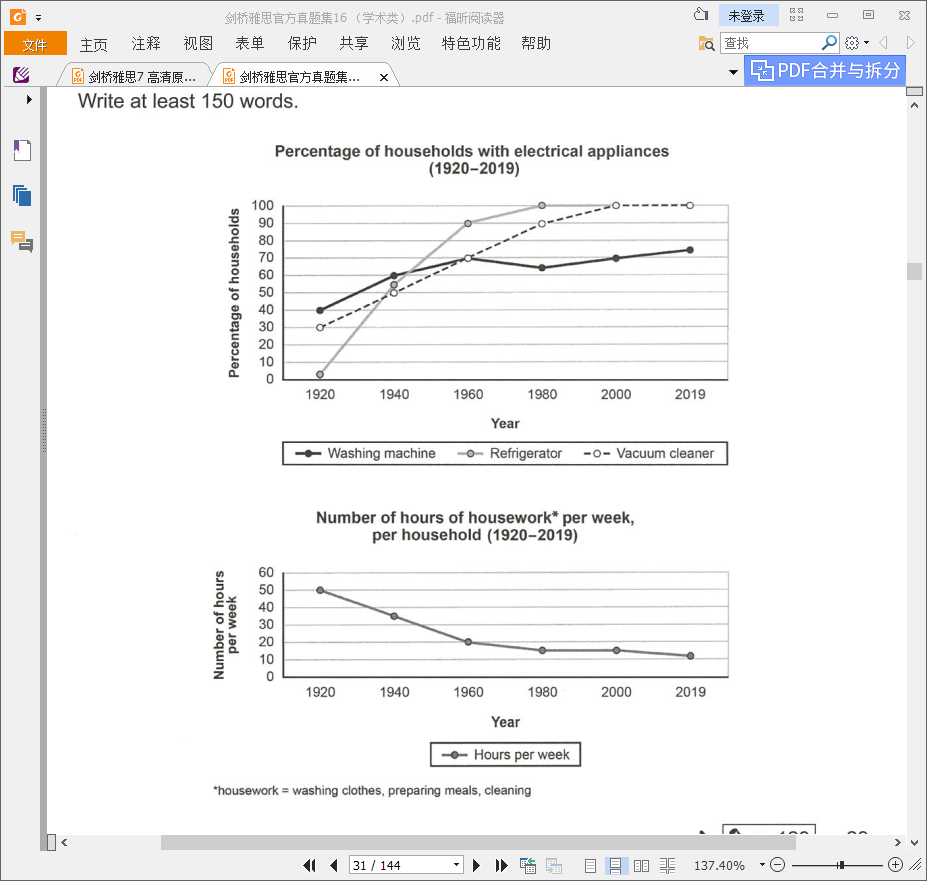 剑桥雅思官方真题集16 （学术类）.pdf - 福昕阅读器
未登录
文件 主页 注释 视图 表单 保护 共享 浏览 特色功能 帮助
查找
剑桥雅思7 高清原... 剑桥雅思官方真题集...
PDF合并与拆分
Write at least 150 words.
Percentage of households with electrical appliances
(1920–2019)
Percentage of households
100
90
80
70
60
50
40
30
20
10
0
1920 1940 1960 1980 2000 2019
Year
Washing machine Refrigerator Vacuum cleaner
Number of hours of housework* per week,
per household (1920–2019)
Number of hours
per week
60
50
40
30
20
10
0
1920 1940 1960 1980 2000 2019
Year
Hours per week
*housework = washing clothes, preparing meals, cleaning
31 / 144
137.40%